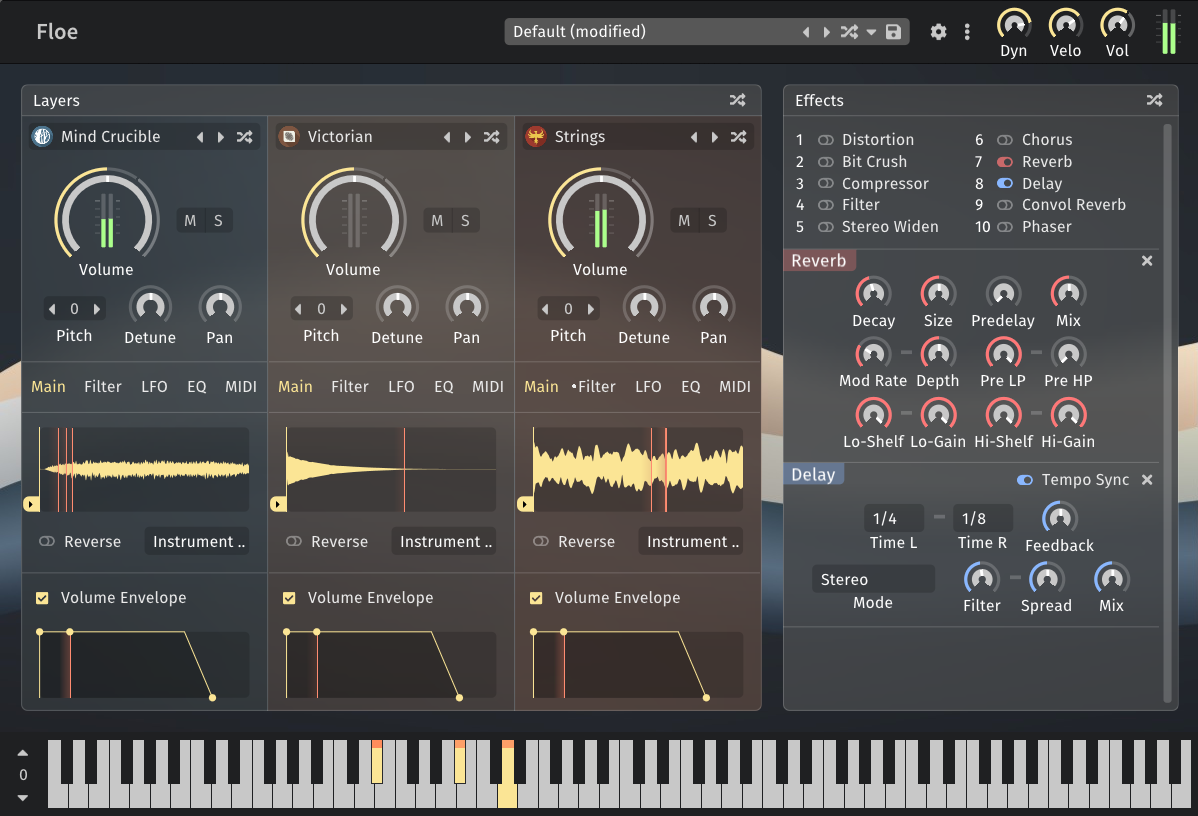 Floe
Default (modified)
Dyn Velo Vol
Layers
Mind Crucible
M S
Volume
0
Pitch Detune Pan
Main Filter LFO EQ MIDI
Reverse Instrument ..
Volume Envelope
Victorian
M S
Volume
0
Pitch Detune Pan
Main Filter LFO EQ MIDI
Reverse Instrument ..
Volume Envelope
Strings
M S
Volume
0
Pitch Detune Pan
Main •Filter LFO EQ MIDI
Reverse Instrument ..
Volume Envelope
Effects
1 Distortion
2 Bit Crush
3 Compressor
4 Filter
5 Stereo Widen
6 Chorus
7 Reverb
8 Delay
9 Convol Reverb
10 Phaser
Reverb
Decay Size Predelay Mix
Mod Rate Depth Pre LP Pre HP
Lo-Shelf Lo-Gain Hi-Shelf Hi-Gain
Delay
Tempo Sync
1/4 1/8
Time L Time R Feedback
Stereo
Mode Filter Spread Mix
0